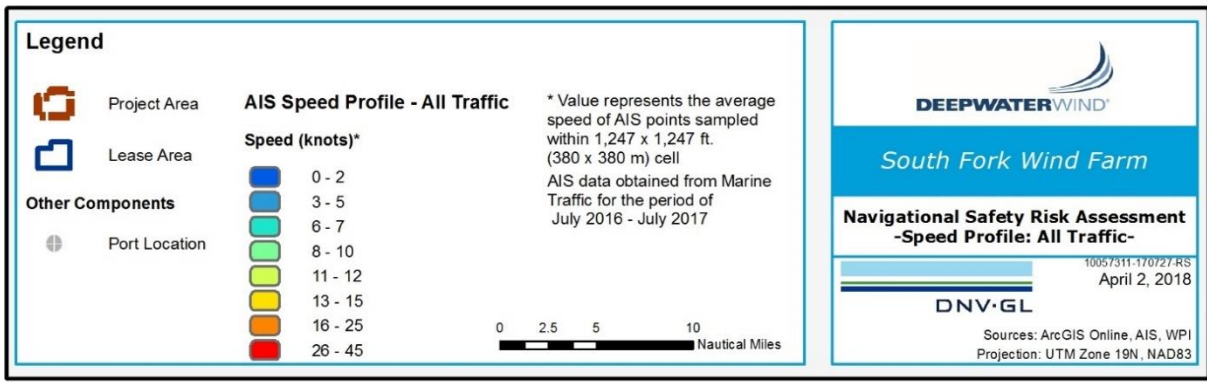 Legend
Project Area
Lease Area
Other Components
Port Location
AIS Speed Profile - All Traffic
Speed (knots)*
0 - 2
3 - 5
6 - 7
8 - 10
11 - 12
13 - 15
16 - 25
26 - 45
* Value represents the average
speed of AIS points sampled
within 1,247 x 1,247 ft.
(380 x 380 m) cell
AIS data obtained from Marine
Traffic for the period of
July 2016 - July 2017
0 2.5 5 10
Nautical Miles
DEEPWATER WIND®
South Fork Wind Farm
Navigational Safety Risk Assessment
-Speed Profile: All Traffic-
10057311-170727-RS
April 2, 2018
DNV·GL
Sources: ArcGIS Online, AIS, WPI
Projection: UTM Zone 19N, NAD83